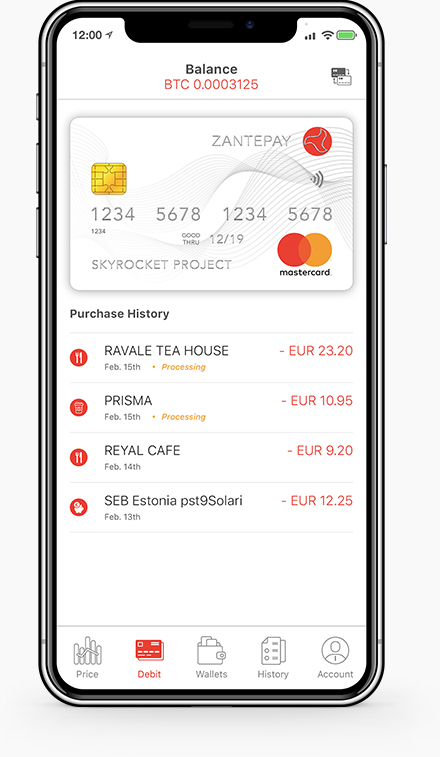 12:00
Balance
BTC 0.0003125
ZANTEPAY
1234 5678 1234 5678
1234
GOOD THRU 12/19
SKYROCKET PROJECT
mastercard.
Purchase History
RAVALE TEA HOUSE - EUR 23.20
Feb. 15th • Processing
PRISMA - EUR 10.95
Feb. 15th • Processing
REYAL CAFE - EUR 9.20
Feb. 14th
SEB Estonia pst9Solari - EUR 12.25
Feb. 13th
Price Debit Wallets History Account